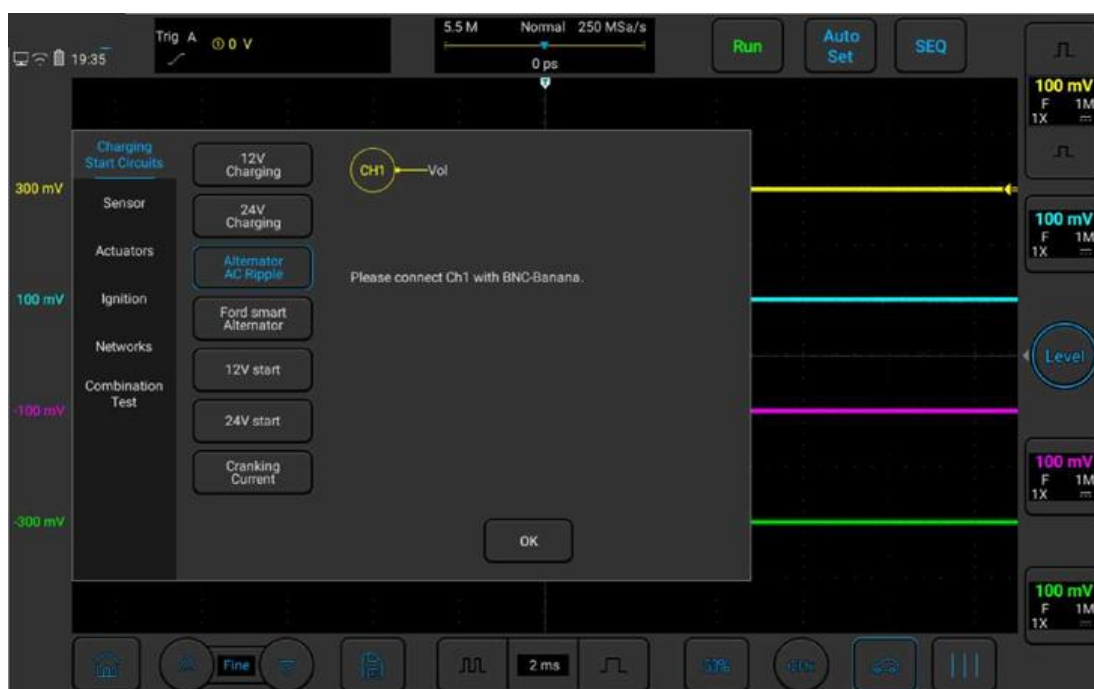 19:35
Trig A ① 0 V
5.5 M Normal 250 MSa/s
0 ps
T
Run
Auto
Set
SEQ
100 mV
F 1M
1X
300 mV
100 mV
-100 mV
-300 mV
Charging
Start Circuits
Sensor
Actuators
Ignition
Networks
Combination
Test
12V
Charging
24V
Charging
Alternator
AC Ripple
Ford smart
Alternator
12V start
24V start
Cranking
Current
CH1 Vol
Please connect Ch1 with BNC-Banana.
OK
100 mV
F 1M
1X
Level
100 mV
F 1M
1X
100 mV
F 1M
1X
Fine
2 ms
50%